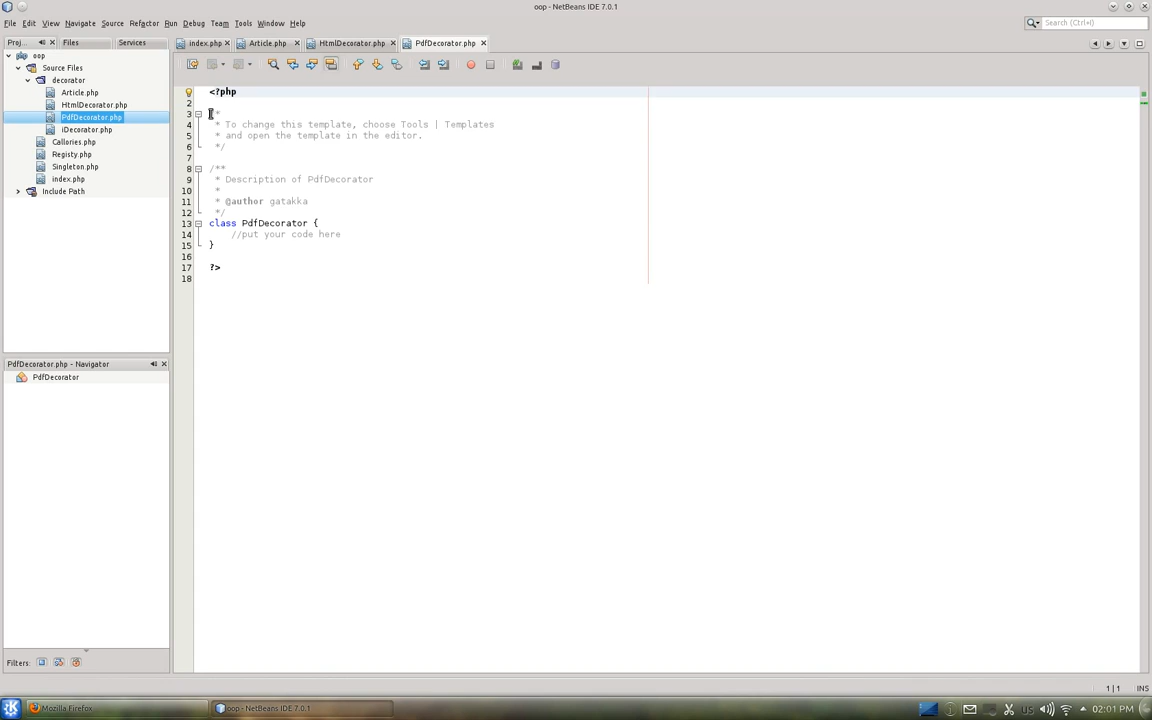 oop - NetBeans IDE 7.0.1
File Edit View Navigate Source Refactor Run Debug Team Tools Window Help
Search (Ctrl+I)
Proj... Files Services
index.php Article.php HtmlDecorator.php PdfDecorator.php
oop
Source Files
decorator
Article.php
HtmlDecorator.php
PdfDecorator.php
iDecorator.php
Callories.php
Registy.php
Singleton.php
index.php
Include Path
1 <?php
2
3 *
4 * To change this template, choose Tools | Templates
5 * and open the template in the editor.
6 */
7
8 /**
9 * Description of PdfDecorator
10 *
11 * @author gatakka
12 */
13 class PdfDecorator {
14 //put your code here
15 }
16
17 ?>
18
PdfDecorator.php - Navigator
PdfDecorator
Filters:
1|1 INS
Mozilla Firefox
oop - NetBeans IDE 7.0.1
us
02:01 PM